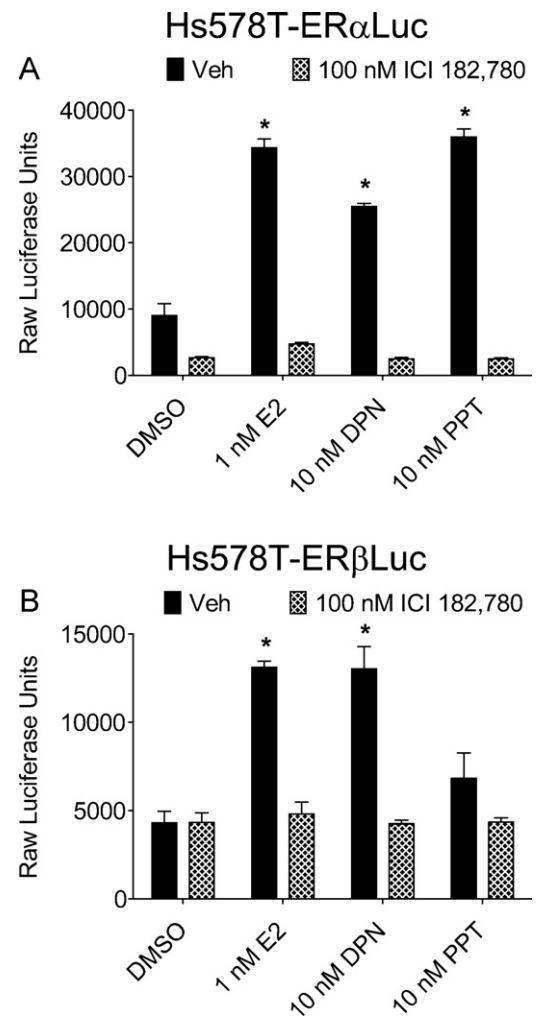 Hs578T-ERαLuc
A
Veh
100 nM ICI 182,780
Raw Luciferase Units
40000
30000
20000
10000
0
*
*
*
DMSO
1 nM E2
10 nM DPN
10 nM PPT
Hs578T-ERβLuc
B
Veh
100 nM ICI 182,780
Raw Luciferase Units
15000
10000
5000
0
*
*
DMSO
1 nM E2
10 nM DPN
10 nM PPT